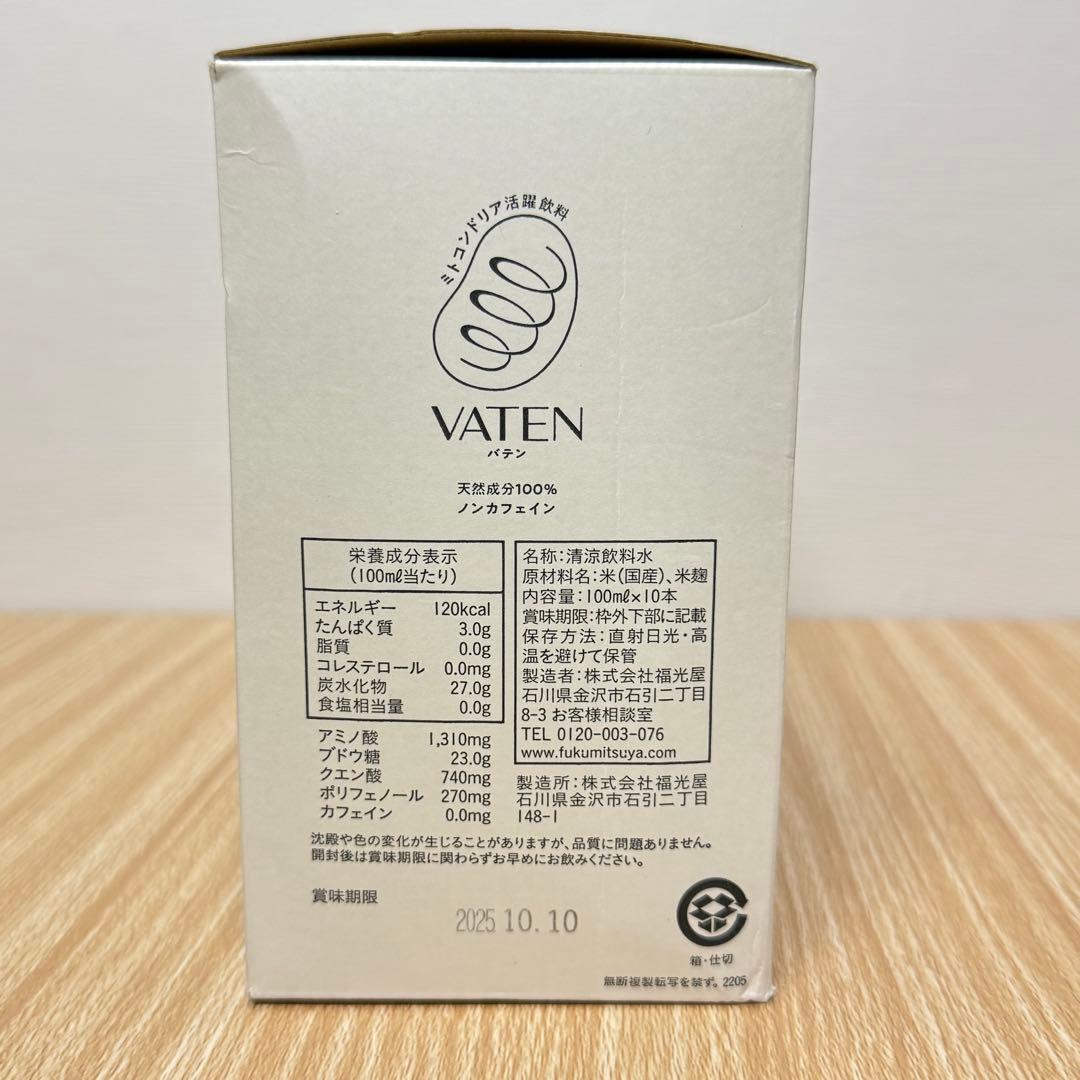 ミトコンドリア活躍飲料
VATEN
バテン
天然成分100%
ノンカフェイン
栄養成分表示
(100mℓ当たり)
エネルギー 120kcal
たんぱく質 3.0g
脂質 0.0g
コレステロール 0.0mg
炭水化物 27.0g
食塩相当量 0.0g
アミノ酸 1,310mg
ブドウ糖 23.0g
クエン酸 740mg
ポリフェノール 270mg
カフェイン 0.0mg
名称:清涼飲料水
原材料名:米(国産)、米麹
内容量:100mℓ×10本
賞味期限:枠外下部に記載
保存方法:直射日光・高
温を避けて保管
製造者:株式会社福光屋
石川県金沢市石引二丁目
8-3 お客様相談室
TEL 0120-003-076
www.fukumitsuya.com
製造所:株式会社福光屋
石川県金沢市石引二丁目
148-1
沈殿や色の変化が生じることがありますが、品質に問題ありません。
開封後は賞味期限に関わらずお早めにお飲みください。
賞味期限
2025 10.10
箱・仕切
無断複製転写を禁ず。2205